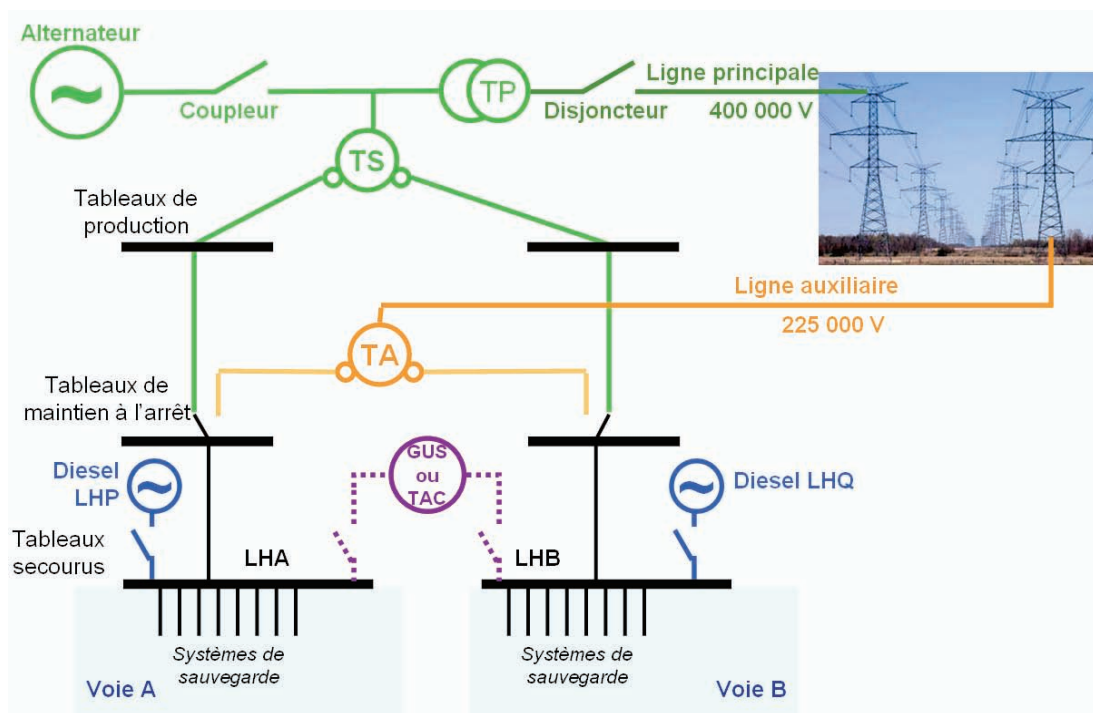 Alternateur
Coupleur
TP
Disjoncteur
Ligne principale
400 000 V
TS
Tableaux de
production
Ligne auxiliaire
225 000 V
TA
Tableaux de
maintien à l'arrêt
Diesel
LHP
GUS
ou
TAC
Diesel LHQ
Tableaux
secourus
LHA
LHB
Systèmes de
sauvegarde
Systèmes de
sauvegarde
Voie A
Voie B